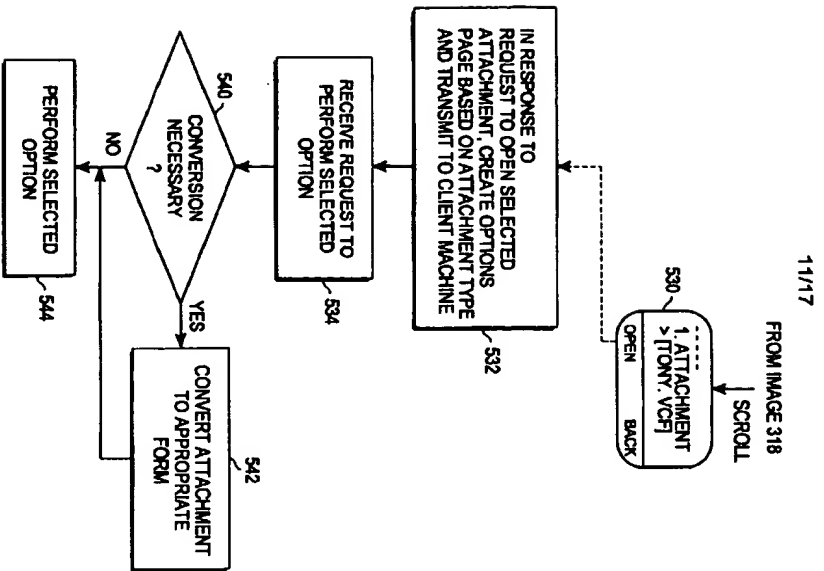 11/17
FROM IMAGE 318
SCROLL
530
- - - - -
1. ATTACHMENT
> [TONY. VCF]
OPEN BACK
IN RESPONSE TO
REQUEST TO OPEN SELECTED
ATTACHMENT, CREATE OPTIONS
PAGE BASED ON ATTACHMENT TYPE
AND TRANSMIT TO CLIENT MACHINE
532
RECEIVE REQUEST TO
PERFORM SELECTED
OPTION
534
540
CONVERSION
NECESSARY
?
YES
NO
CONVERT ATTACHMENT
TO APPROPRIATE
FORM
542
PERFORM SELECTED
OPTION
544